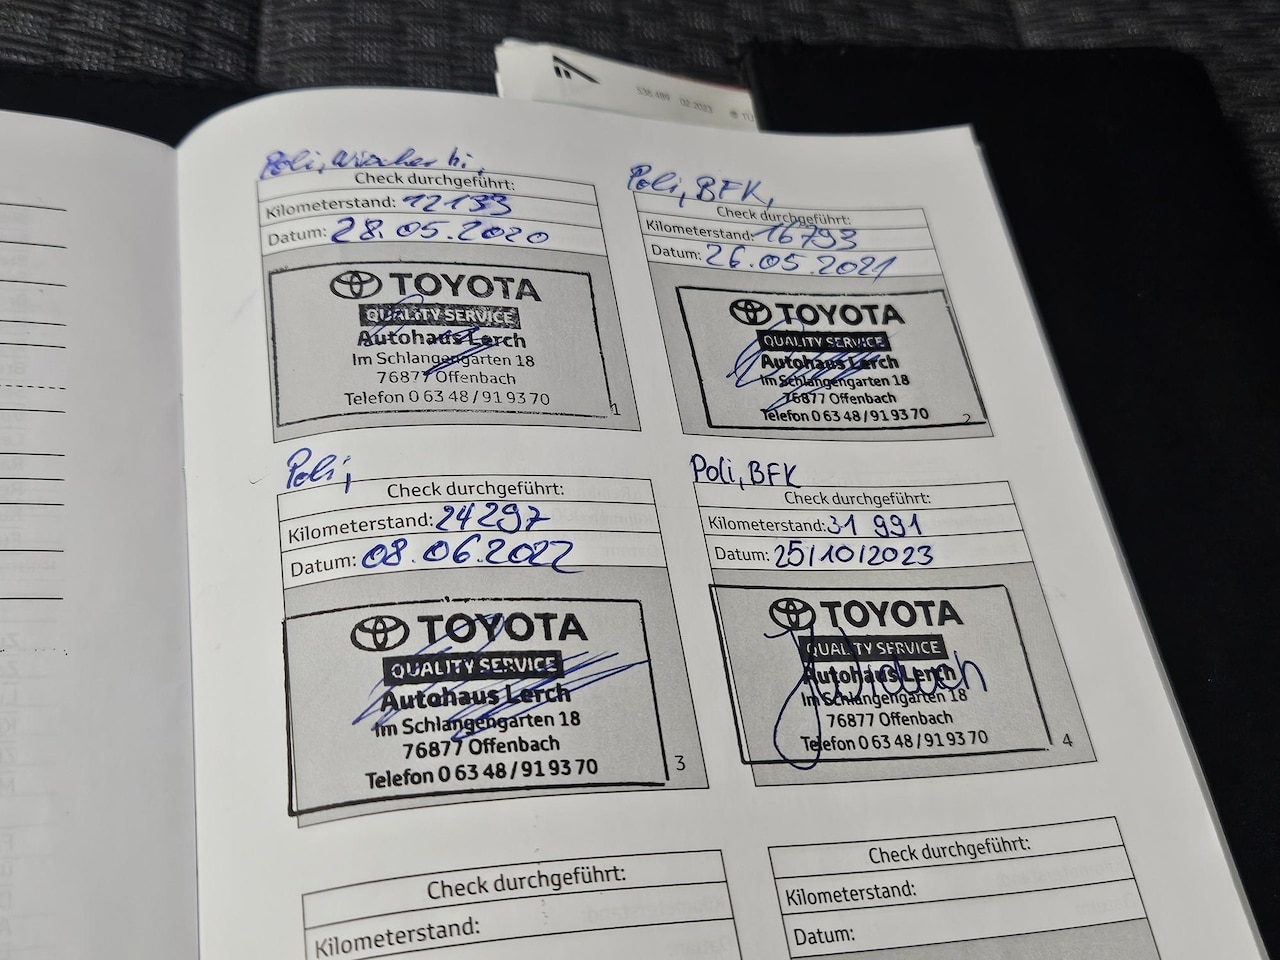 536.489 02.2023 ® TÜ
Poli, Wischer hi,
Check durchgeführt:
Kilometerstand: 12133
Datum: 28.05.2020
TOYOTA
QUALITY SERVICE
Autohaus Lerch
Im Schlangengarten 18
76877 Offenbach
Telefon 0 63 48 / 91 93 70
1
Poli, BFK,
Check durchgeführt:
Kilometerstand: 16793
Datum: 26.05.2021
TOYOTA
QUALITY SERVICE
Autohaus Lerch
Im Schlangengarten 18
76877 Offenbach
Telefon 0 63 48 / 91 93 70
2
Poli,
Check durchgeführt:
Kilometerstand: 24297
Datum: 08.06.2022
TOYOTA
QUALITY SERVICE
Autohaus Lerch
Im Schlangengarten 18
76877 Offenbach
Telefon 0 63 48 / 91 93 70
3
Poli, BFK
Check durchgeführt:
Kilometerstand: 31 991
Datum: 25/10/2023
TOYOTA
QUALITY SERVICE
Autohaus Lerch
Im Schlangengarten 18
76877 Offenbach
Telefon 0 63 48 / 91 93 70
4
Check durchgeführt:
Kilometerstand:
Check durchgeführt:
Kilometerstand:
Datum: